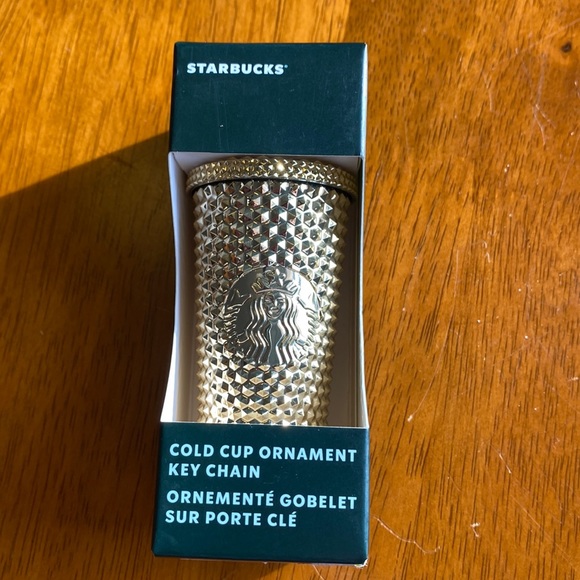 STARBUCKS®
COLD CUP ORNAMENT
KEY CHAIN
ORNEMENTÉ GOBELET
SUR PORTE CLÉ